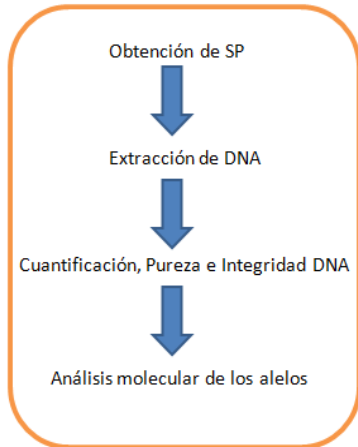 Obtención de SP
Extracción de DNA
Cuantificación, Pureza e Integridad DNA
Análisis molecular de los alelos